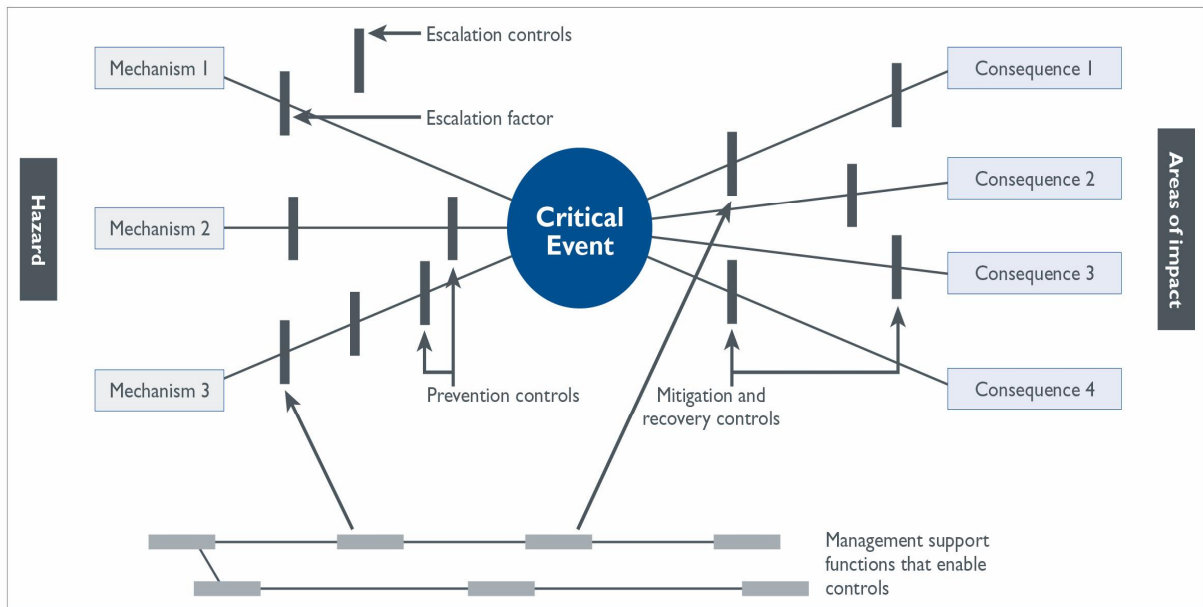 Escalation controls
Mechanism 1
Consequence 1
Escalation factor
Hazard
Areas of impact
Consequence 2
Critical
Event
Mechanism 2
Consequence 3
Mechanism 3
Prevention controls
Mitigation and
recovery controls
Consequence 4
Management support
functions that enable
controls